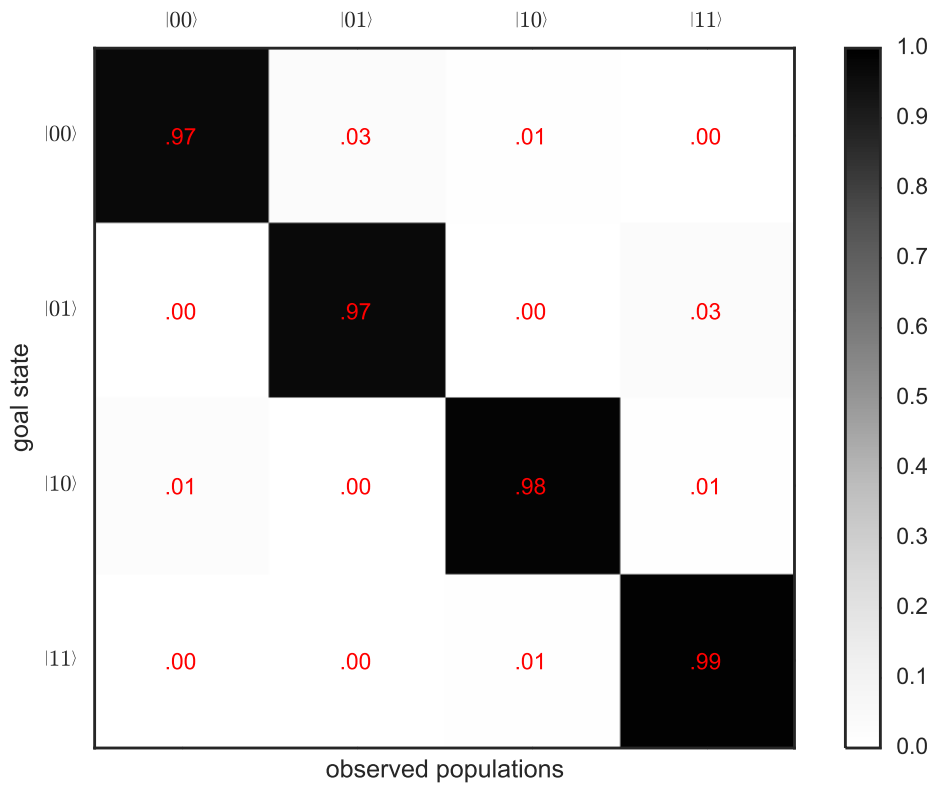 |00⟩ |01⟩ |10⟩ |11⟩
1.0
0.9
|00⟩ .97 .03 .01 .00
0.8
0.7
|01⟩ .00 .97 .00 .03
0.6
goal state
0.5
0.4
|10⟩ .01 .00 .98 .01
0.3
0.2
|11⟩ .00 .00 .01 .99
0.1
0.0
observed populations